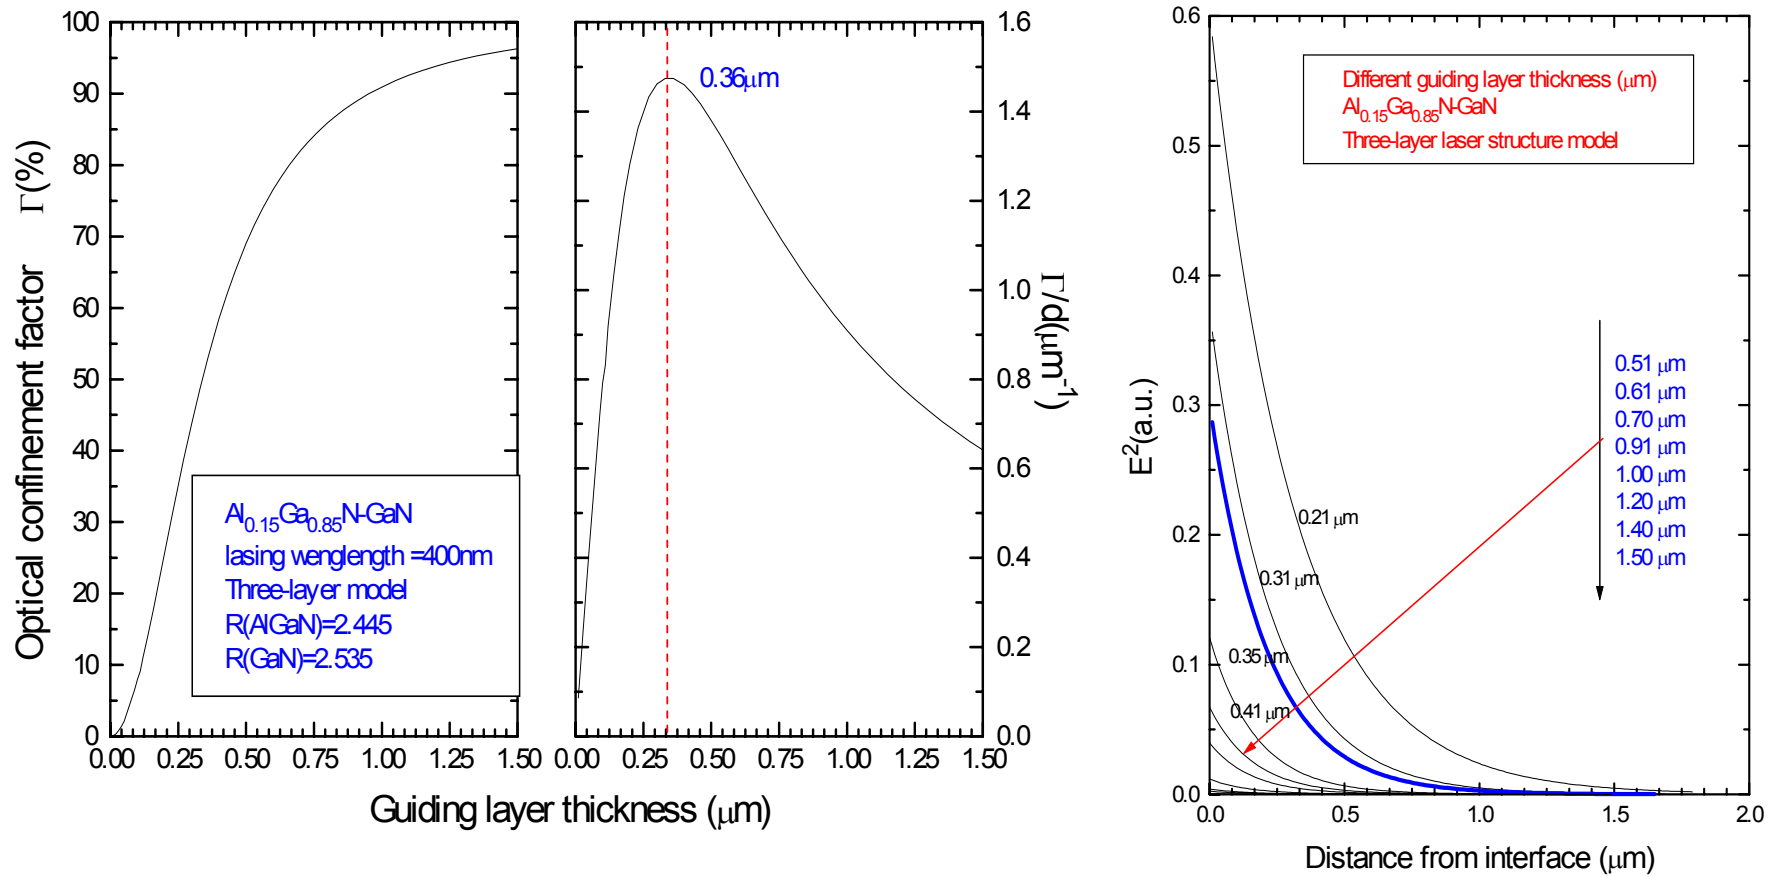 100
90
80
70
60
50
40
30
20
10
0
0.00 0.25 0.50 0.75 1.00 1.25 1.50
Optical confinement factor Γ(%)
Al0.15Ga0.85N-GaN
lasing wenglength =400nm
Three-layer model
R(AlGaN)=2.445
R(GaN)=2.535
0.36μm
1.6
1.4
1.2
1.0
0.8
0.6
0.4
0.2
0.0
0.00 0.25 0.50 0.75 1.00 1.25 1.50
Γ/d(μm-1)
Guiding layer thickness (μm)
0.6
0.5
0.4
0.3
0.2
0.1
0.0
0.0 0.5 1.0 1.5 2.0
E2(a.u.)
Different guiding layer thickness (μm)
Al0.15Ga0.85N-GaN
Three-layer laser structure model
0.21 μm
0.31 μm
0.35 μm
0.41 μm
0.51 μm
0.61 μm
0.70 μm
0.91 μm
1.00 μm
1.20 μm
1.40 μm
1.50 μm
Distance from interface (μm)